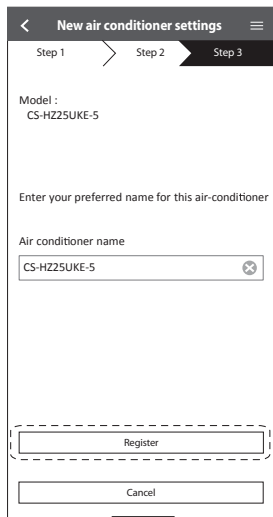 New air conditioner settings
Step 1 Step 2 Step 3
Model :
CS-HZ25UKE-5
Enter your preferred name for this air-conditioner
Air conditioner name
CS-HZ25UKE-5
Register
Cancel